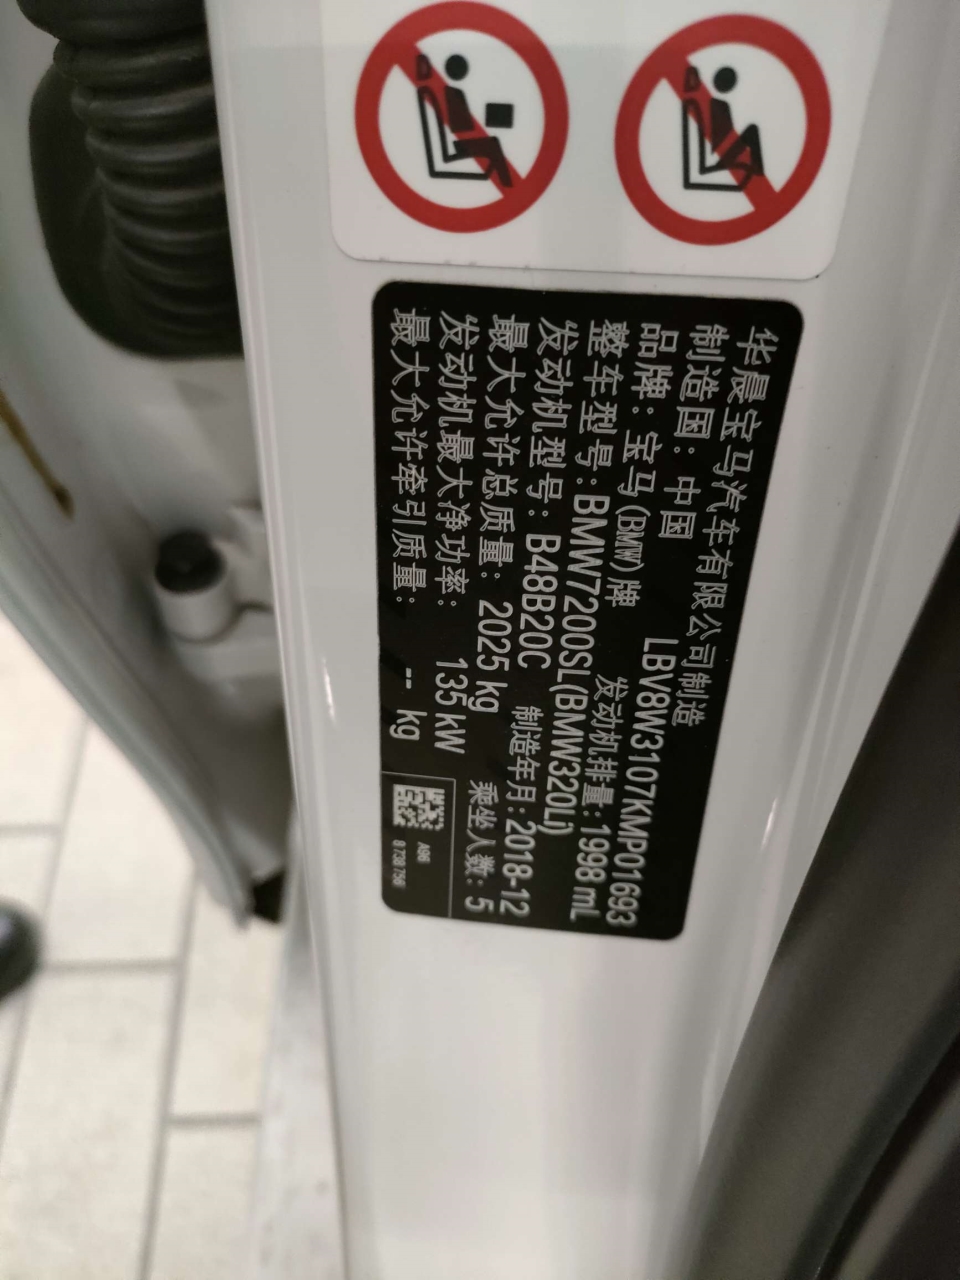 华晨宝马汽车有限公司制造
制造国：中国 LBV8W3107KMP01693
品牌：宝马(BMW)牌 发动机排量：1998 mL
整车型号：BMW7200SL(BMW320Li)
发动机型号：B48B20C 制造年月：2018-12
最大允许总质量：2025 kg 乘坐人数：5
发动机最大净功率：135 kW
最大允许牵引质量：-- kg
A96
8 738 756